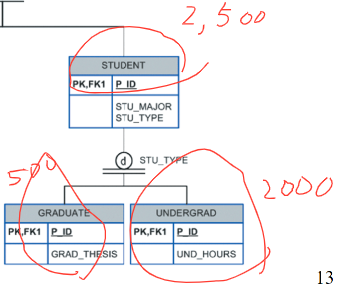 2,500
STUDENT
PK,FK1 P_ID
STU_MAJOR
STU_TYPE
d STU_TYPE
500
2000
GRADUATE
PK,FK1 P_ID
GRAD_THESIS
UNDERGRAD
PK,FK1 P_ID
UND_HOURS
13